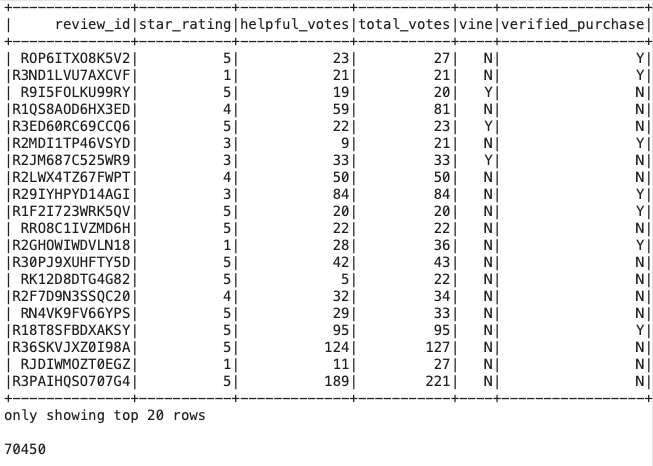 +--------------+-----------+-------------+-----------+----+-----------------+
|     review_id|star_rating|helpful_votes|total_votes|vine|verified_purchase|
+--------------+-----------+-------------+-----------+----+-----------------+
| ROP6ITXO8K5V2|          5|           23|         27|   N|                Y|
|R3ND1LVU7AXCVF|          1|           21|         21|   N|                Y|
| R9I5FOLKU99RY|          5|           19|         20|   Y|                N|
|R1QS8AOD6HX3ED|          4|           59|         81|   N|                N|
|R3ED60RC69CCQ6|          5|           22|         23|   Y|                N|
|R2MDI1TP46VSYD|          3|            9|         21|   N|                Y|
|R2JM687C525WR9|          3|           33|         33|   Y|                N|
|R2LWX4TZ67FWPT|          4|           50|         50|   N|                N|
|R29IYHPYD14AGI|          3|           84|         84|   N|                Y|
|R1F2I723WRK5QV|          5|           20|         20|   N|                Y|
| RRO8C1IVZMD6H|          5|           22|         22|   N|                N|
|R2GHOWIWDVLN18|          1|           28|         36|   N|                Y|
|R30PJ9XUHFTY5D|          5|           42|         43|   N|                N|
| RK12D8DTG4G82|          5|            5|         22|   N|                N|
|R2F7D9N3SSQC20|          4|           32|         34|   N|                N|
| RN4VK9FV66YPS|          5|           29|         33|   N|                N|
|R18T8SFBDXAKSY|          5|           95|         95|   N|                Y|
|R36SKVJXZ0I98A|          5|          124|        127|   N|                N|
| RJDIWMOZT0EGZ|          1|           11|         27|   N|                N|
|R3PAIHQSO707G4|          5|          189|        221|   N|                N|
+--------------+-----------+-------------+-----------+----+-----------------+
only showing top 20 rows
70450